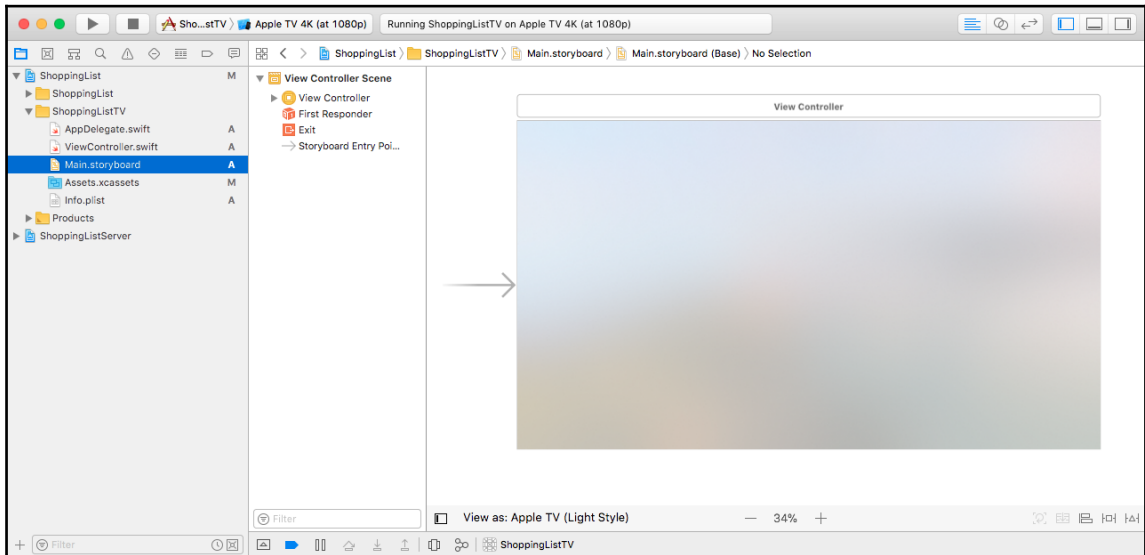 Sho...stTV 〉 Apple TV 4K (at 1080p)
Running ShoppingListTV on Apple TV 4K (at 1080p)
ShoppingList 〉 ShoppingListTV 〉 Main.storyboard 〉 Main.storyboard (Base) 〉 No Selection
ShoppingList M
ShoppingList
ShoppingListTV
AppDelegate.swift A
ViewController.swift A
Main.storyboard A
Assets.xcassets M
Info.plist A
Products
ShoppingListServer
Filter
View Controller Scene
View Controller
First Responder
Exit
Storyboard Entry Poi...
Filter
View Controller
View as: Apple TV (Light Style) — 34% +
ShoppingListTV